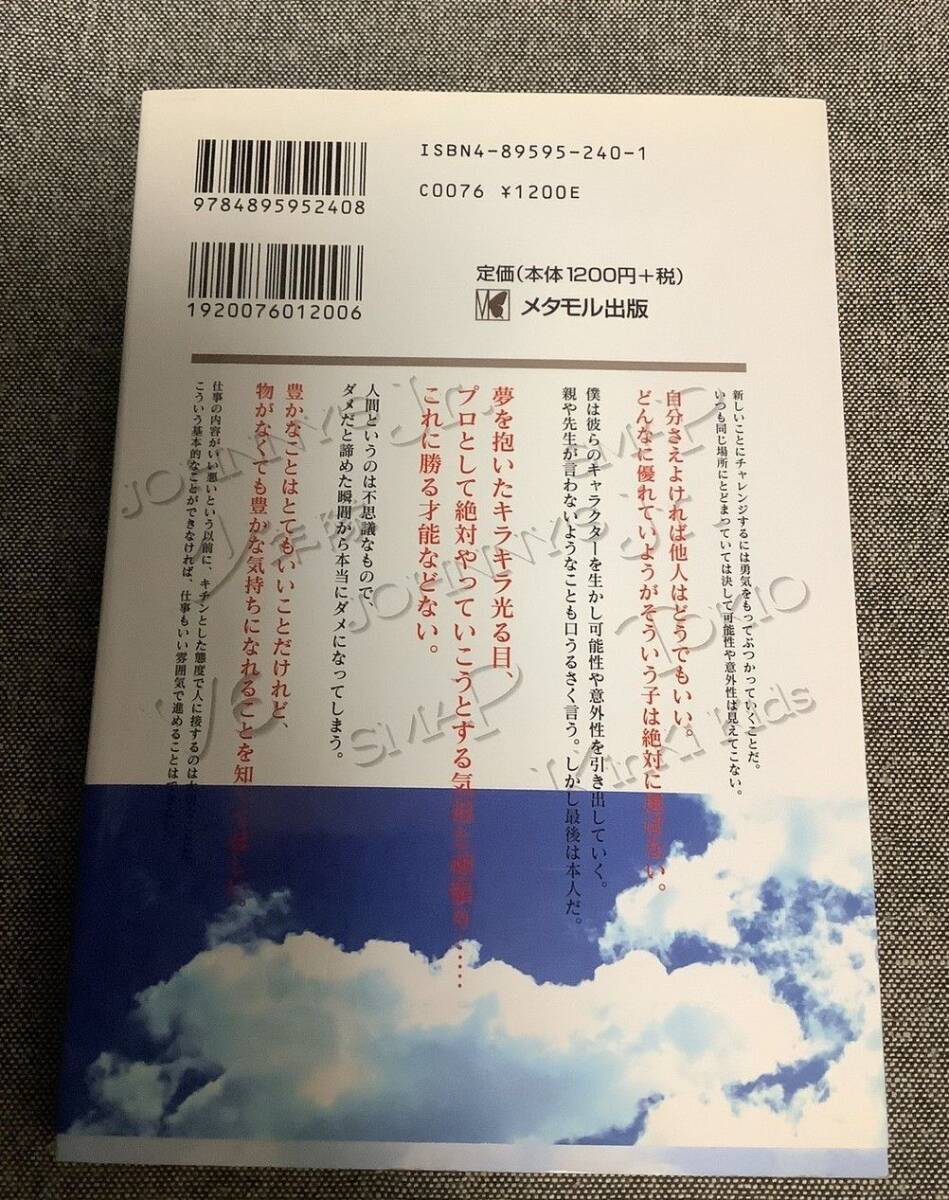 9784895952408
ISBN4-89595-240-1
C0076 ¥1200E
1920076012006
定価(本体1200円+税)
メタモル出版
新しいことにチャレンジするには勇気をもってぶつかっていくことだ。
いつも同じ場所にとどまっていては決して可能性や意外性は見えてこない。
自分さえよければ他人はどうでもいい。
どんなに優れていようがそういう子は絶対に
僕は彼らのキャラクターを生かし可能性や意外性を引き出していく。
親や先生が言わないようなことも口うるさく言う。しかし最後は本人だ。
夢を抱いたキラキラ光る目、
プロとして絶対やっていこうとする気
これに勝る才能などない。
人間というのは不思議なもので、
ダメだと諦めた瞬間から本当にダメになってしまう。
豊かなことはとてもいいことだけれど、
物がなくても豊かな気持ちになれることを知
仕事の内容がいい悪いという以前に、キチンとした態度で人に接するのは
こういう基本的なことができなければ、仕事もいい雰囲気で進めることは
JOHNNYS Jr.
SMAP
JOHNNYS Jr.
TOKIO
V6
SMAP
KinKi Kids